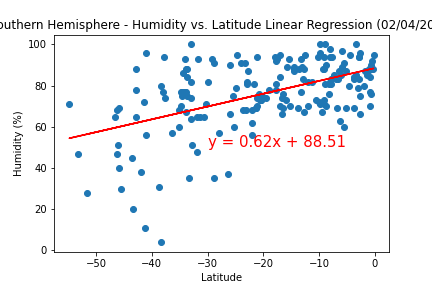 outhern Hemisphere - Humidity vs. Latitude Linear Regression (02/04/20
100
80
60
40
20
0
Humidity (%)
y = 0.62x + 88.51
−50 −40 −30 −20 −10 0
Latitude